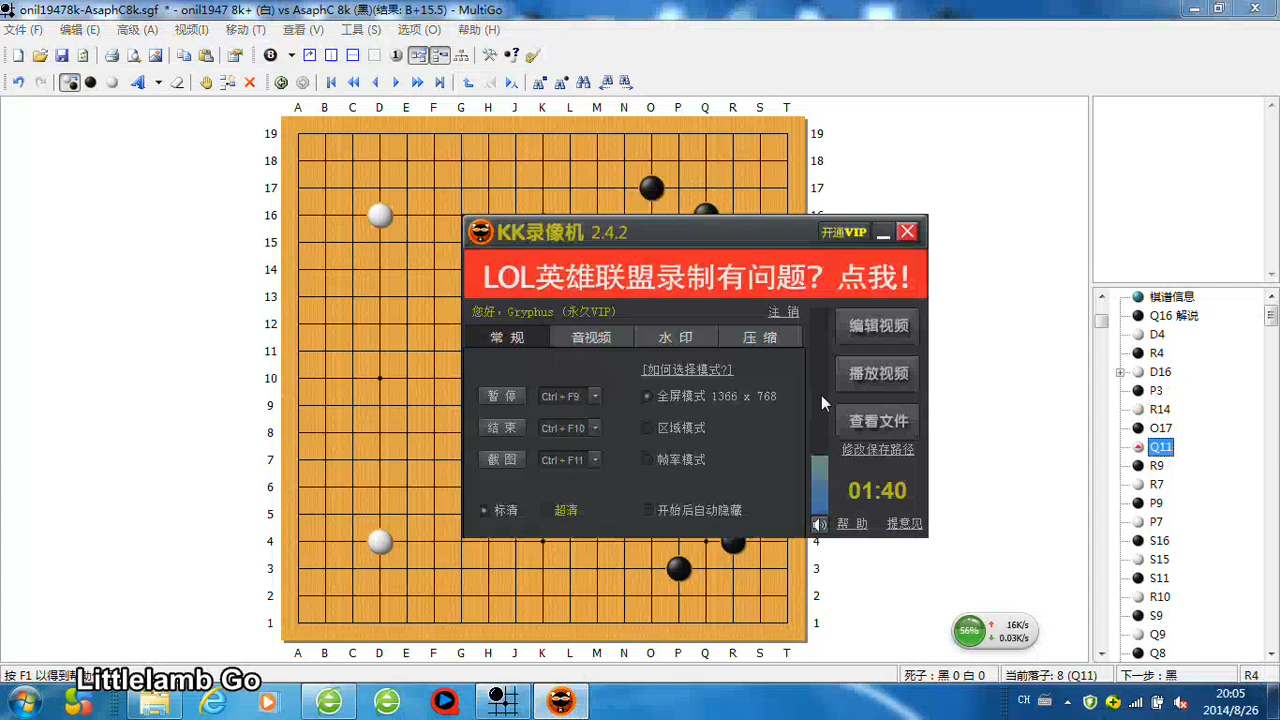 onil19478k-AsaphC8k.sgf * - onil1947 8k+ (白) vs AsaphC 8k (黑)(结果: B+15.5) - MultiGo
文件 (F) 编辑 (E) 高级 (A) 视频(I) 移动 (T) 查看 (V) 工具 (S) 选项 (O) 帮助 (H)
A B C D E F G H J K L M N O P Q R S T
19 19
18 18
17 17
16 16
15
14
13
12
11
10
9
8
7
6
5
4 4
3 3
2 2
1 1
A B C D E F G H J K L M N O P Q R S T
KK录像机 2.4.2 开通VIP
LOL英雄联盟录制有问题？点我！
您好，Gryphus (永久VIP) 注 销
常 规 音视频 水 印 压 缩
[如何选择模式?]
暂 停 Ctrl + F9 全屏模式 1366 x 768
结 束 Ctrl + F10 区域模式
截 图 Ctrl + F11 帧率模式
标清 超清 开始后自动隐藏
编辑视频
播放视频
查看文件
修改保存路径
01:40
帮 助 提意见
棋谱信息
Q16 解说
D4
R4
D16
P3
R14
O17
Q11
R9
R7
P9
P7
S16
S15
S11
R10
S9
Q9
Q8
56% 16K/s
0.03K/s
按 F1 以得到帮助
死子: 黑 0 白 0 当前落子: 8 (Q11) 下一步: 黑 R4
Littlelamb Go
CH 20:05
2014/8/26